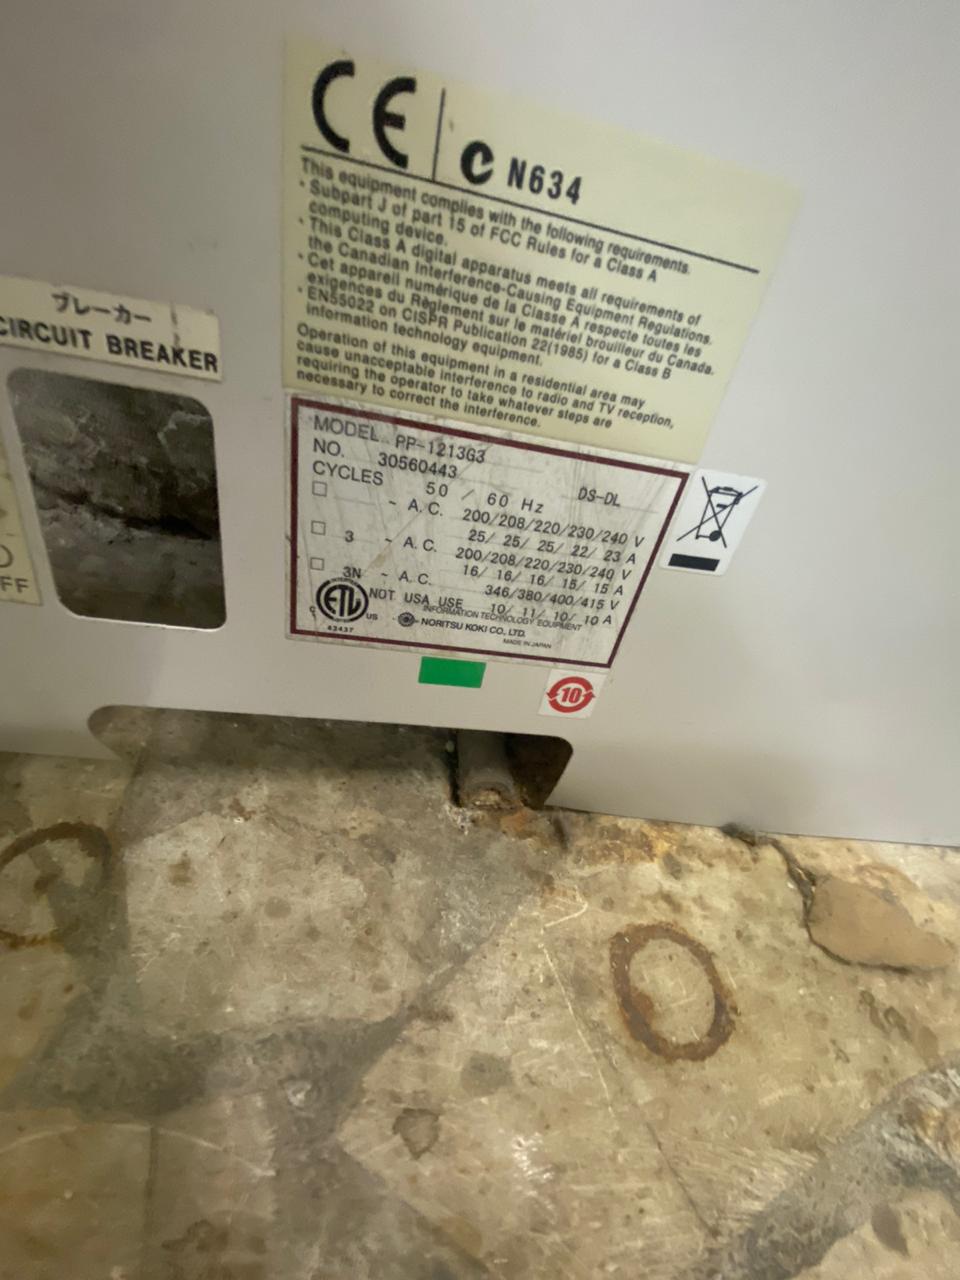 CE
N634
This equipment complies with the following requirements.
・Subpart J of part 15 of FCC Rules for a Class A
computing device.
・This Class A digital apparatus meets all requirements of
the Canadian Interference-Causing Equipment Regulations.
・Cet appareil numérique de la Classe A respecte toutes les
exigences du Règlement sur le matériel brouilleur du Canada.
・EN55022 on CISPR Publication 22(1985) for a Class B
information technology equipment.
Operation of this equipment in a residential area may
cause unacceptable interference to radio and TV reception,
requiring the operator to take whatever steps are
necessary to correct the interference.
ブレーカー
CIRCUIT BREAKER
FF
MODEL PP-1213G3
NO. 30560443 DS-DL
CYCLES 50 / 60 Hz
~ A.C. 200/208/220/230/240 V
25/ 25/ 25/ 22/ 23 A
3 ~ A.C. 200/208/220/230/240 V
16/ 16/ 16/ 15/ 15 A
3N ~ A.C. 346/380/400/415 V
NOT USA USE 10/ 11/ 10/ 10 A
INFORMATION TECHNOLOGY EQUIPMENT
C ETL US
NORITSU KOKI CO., LTD.
43437
MADE IN JAPAN
10